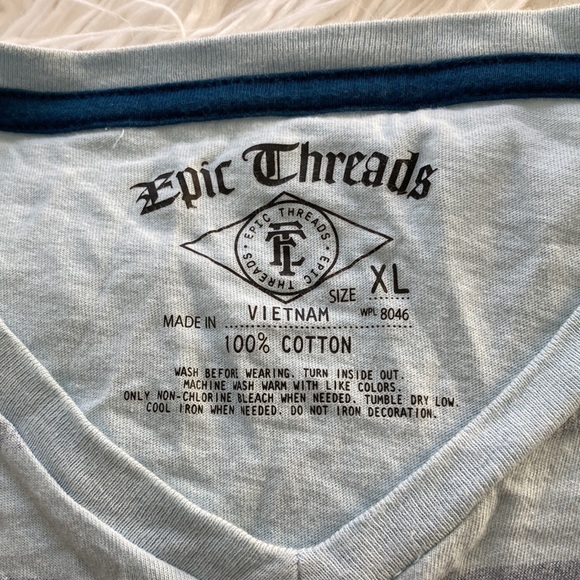 Epic Threads
EPIC THREADS · EPIC THREADS ·
SIZE XL
MADE IN VIETNAM WPL 8046
100% COTTON
WASH BEFORE WEARING. TURN INSIDE OUT.
MACHINE WASH WARM WITH LIKE COLORS.
ONLY NON-CHLORINE BLEACH WHEN NEEDED. TUMBLE DRY LOW.
COOL IRON WHEN NEEDED. DO NOT IRON DECORATION.